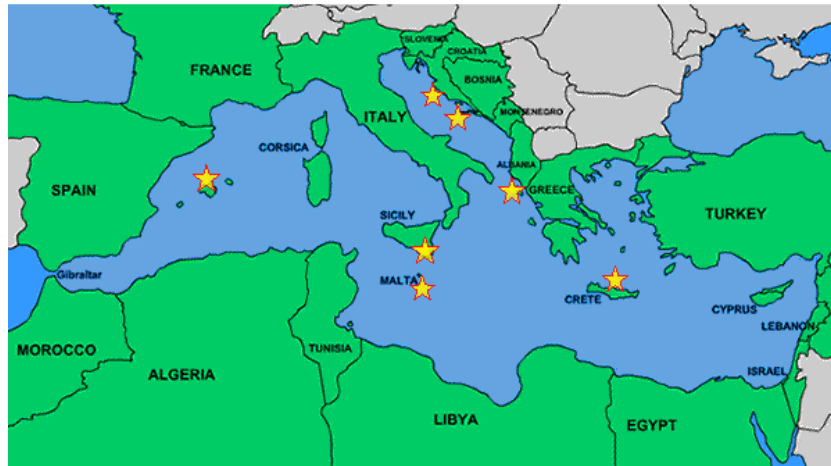 SLOVENIA
CROATIA
FRANCE
BOSNIA
MONTENEGRO
ITALY
CORSICA
ALBANIA
SPAIN
GREECE
SICILY
TURKEY
Gibraltar
MALTA
CRETE
CYPRUS
LEBANON
MOROCCO
TUNISIA
ALGERIA
ISRAEL
LIBYA
EGYPT